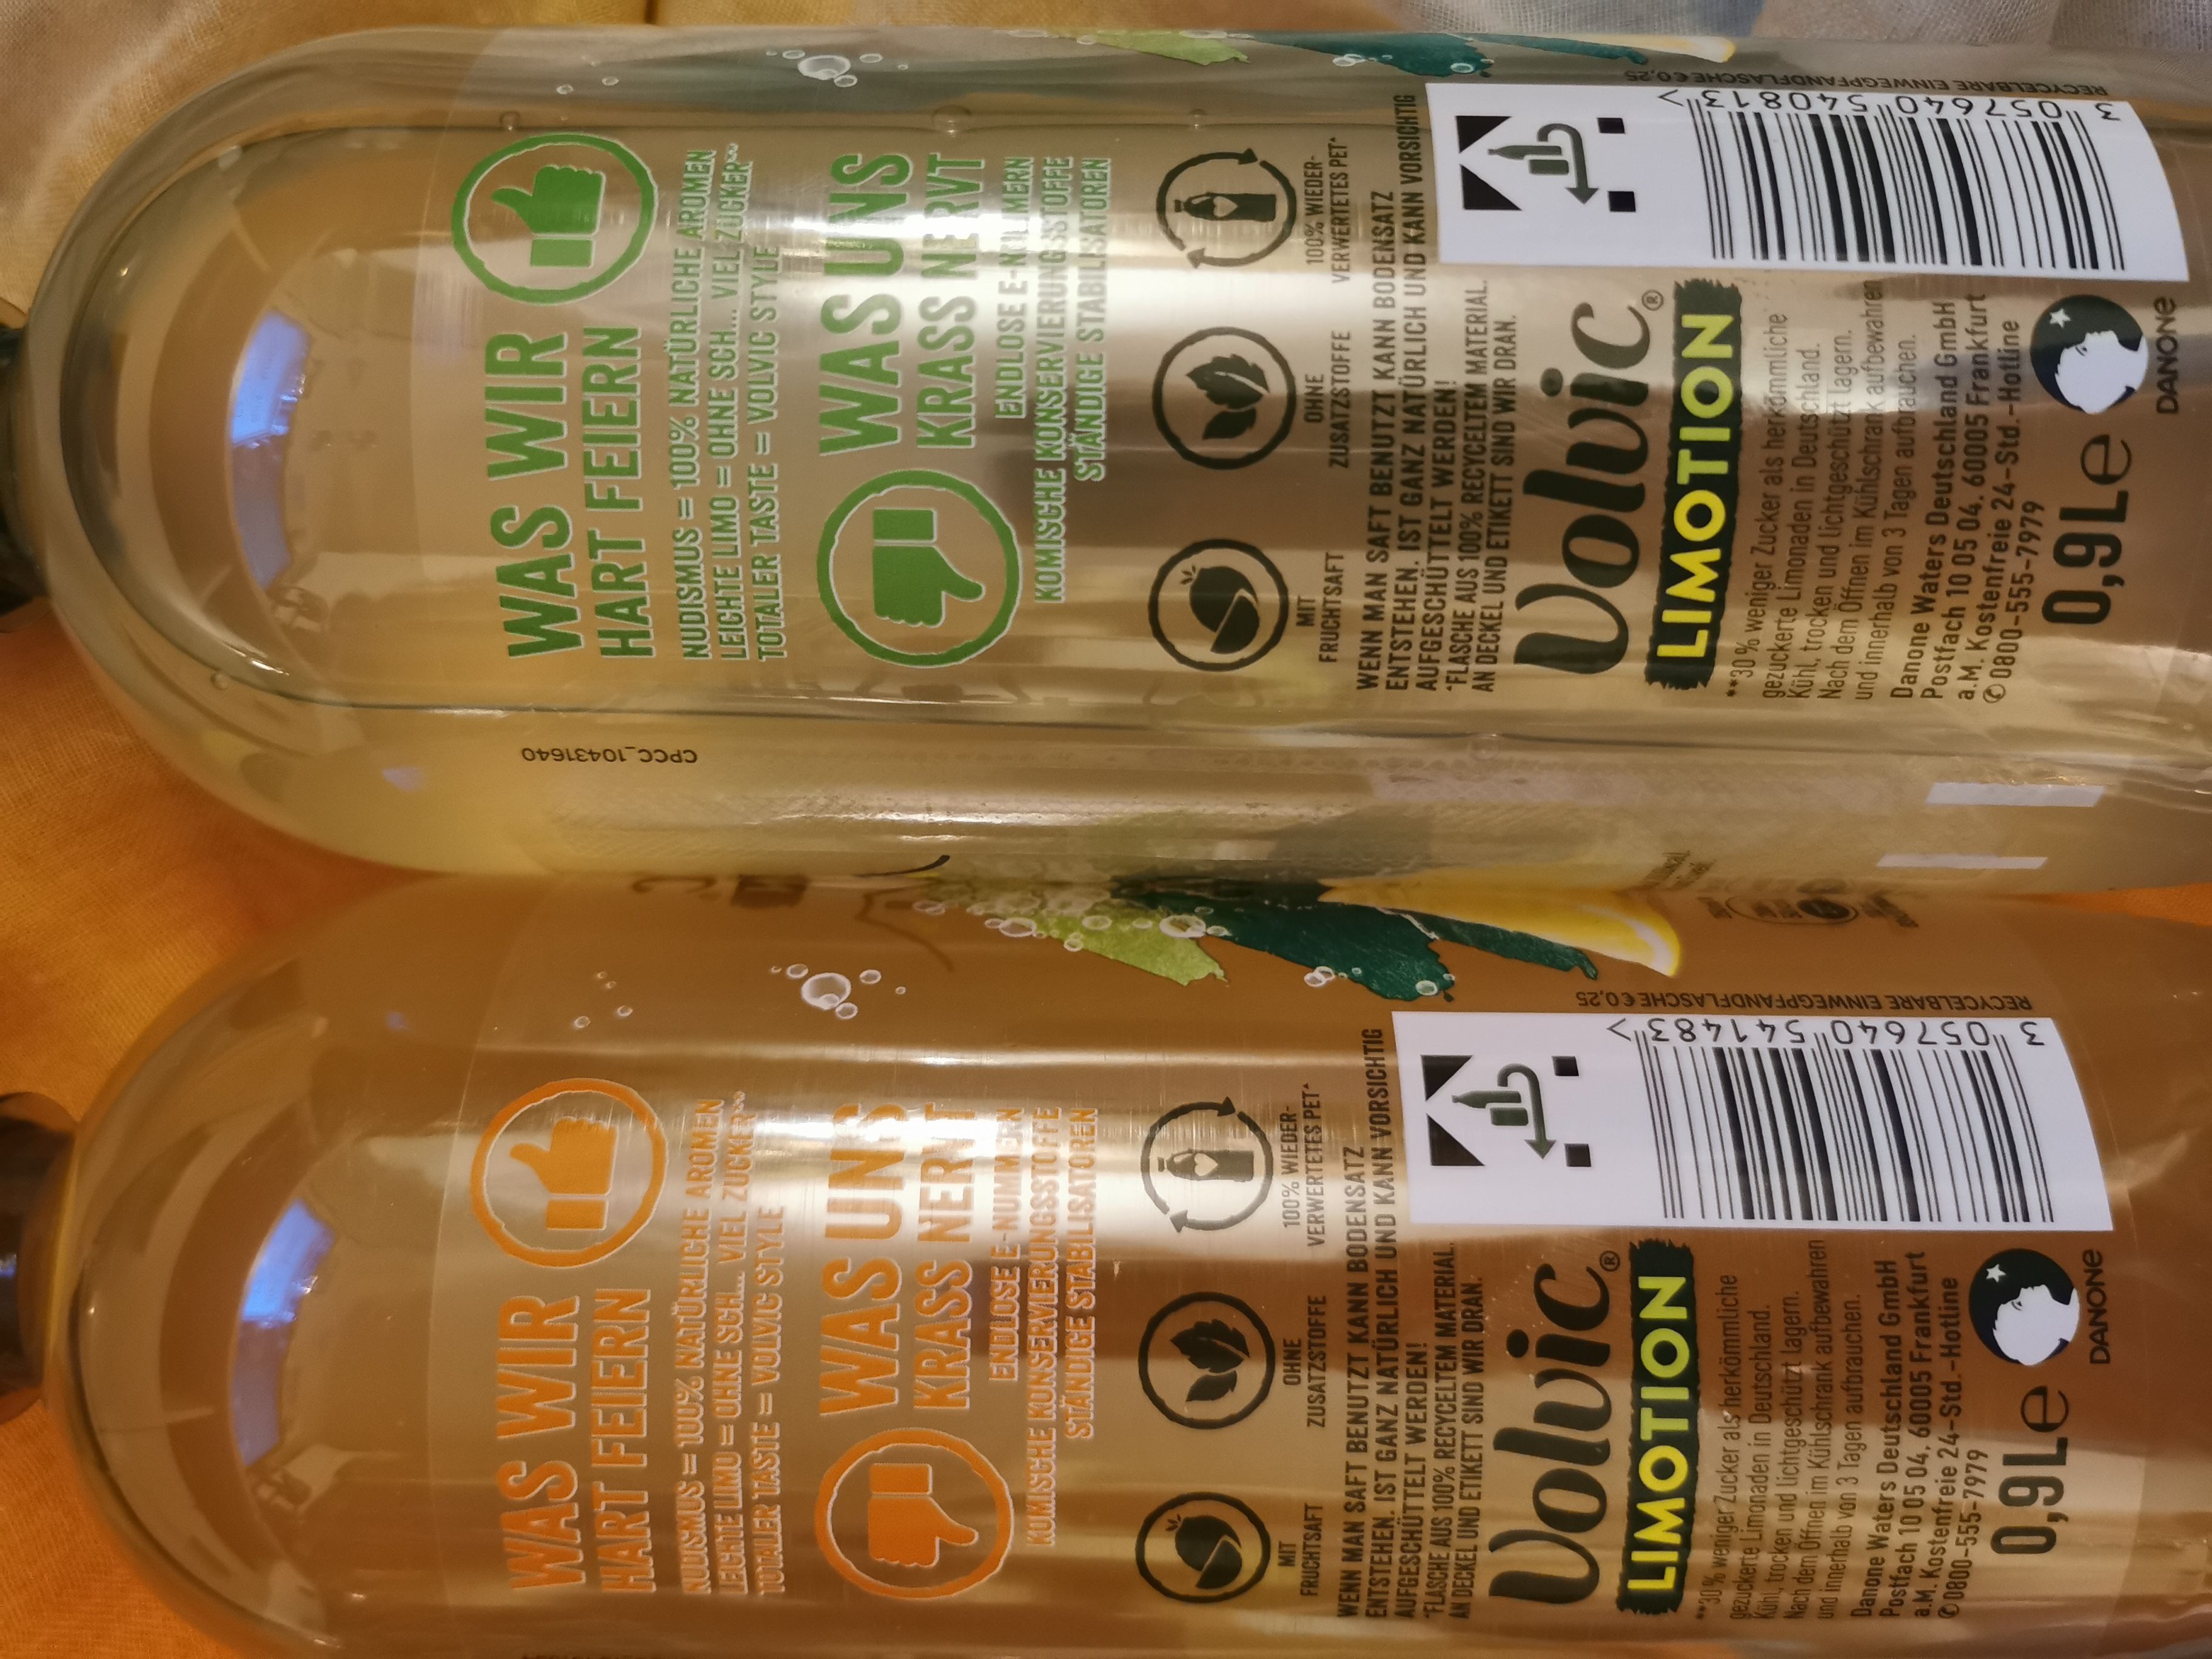 WAS WIR
HART FEIERN
NUDISMUS = 100% NATÜRLICHE AROMEN
LEICHTE LIMO = OHNE SCH... VIEL ZUCKER**
TOTALER TASTE = VOLVIC STYLE
WAS UNS
KRASS NERVT
ENDLOSE E-NUMMERN
KOMISCHE KONSERVIERUNGSSTOFFE
STÄNDIGE STABILISATOREN
MIT
FRUCHTSAFT
OHNE
ZUSATZSTOFFE
100% WIEDER-
VERWERTETES PET^
WENN MAN SAFT BENUTZT KANN BODENSATZ
ENTSTEHEN. IST GANZ NATÜRLICH UND KANN VORSICHTIG
AUFGESCHÜTTELT WERDEN!
^FLASCHE AUS 100% RECYCELTEM MATERIAL.
AN DECKEL UND ETIKETT SIND WIR DRAN.
Volvic®
LIMOTION
**30% weniger Zucker als herkömmliche
gezuckerte Limonaden in Deutschland.
Kühl, trocken und lichtgeschützt lagern.
Nach dem Öffnen im Kühlschrank aufbewahren
und innerhalb von 3 Tagen aufbrauchen.
Danone Waters Deutschland GmbH
Postfach 10 05 04, 60005 Frankfurt
a.M. Kostenfreie 24-Std.-Hotline
✆ 0800-555-7979
0,9L e
DANONE
3 057640 540813 >
RECYCELBARE EINWEGPFANDFLASCHE €0,25
CPCC_10431640
WAS WIR
HART FEIERN
NUDISMUS = 100% NATÜRLICHE AROMEN
LEICHTE LIMO = OHNE SCH... VIEL ZUCKER**
TOTALER TASTE = VOLVIC STYLE
WAS UNS
KRASS NERVT
ENDLOSE E-NUMMERN
KOMISCHE KONSERVIERUNGSSTOFFE
STÄNDIGE STABILISATOREN
MIT
FRUCHTSAFT
OHNE
ZUSATZSTOFFE
100% WIEDER-
VERWERTETES PET^
WENN MAN SAFT BENUTZT KANN BODENSATZ
ENTSTEHEN. IST GANZ NATÜRLICH UND KANN VORSICHTIG
AUFGESCHÜTTELT WERDEN!
^FLASCHE AUS 100% RECYCELTEM MATERIAL.
AN DECKEL UND ETIKETT SIND WIR DRAN.
Volvic®
LIMOTION
**30% weniger Zucker als herkömmliche
gezuckerte Limonaden in Deutschland.
Kühl, trocken und lichtgeschützt lagern.
Nach dem Öffnen im Kühlschrank aufbewahren
und innerhalb von 3 Tagen aufbrauchen.
Danone Waters Deutschland GmbH
Postfach 10 05 04, 60005 Frankfurt
a.M. Kostenfreie 24-Std.-Hotline
✆ 0800-555-7979
0,9L e
DANONE
3 057640 541483 >
RECYCELBARE EINWEGPFANDFLASCHE €0,25